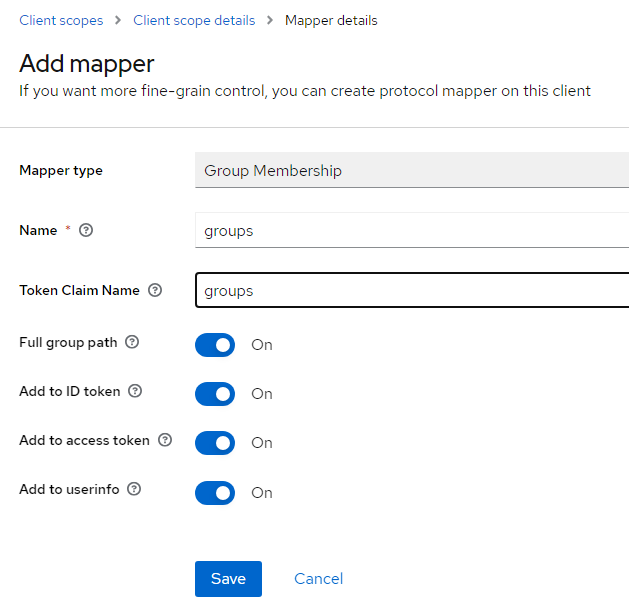 Client scopes > Client scope details > Mapper details
Add mapper
If you want more fine-grain control, you can create protocol mapper on this client
Mapper type Group Membership
Name * groups
Token Claim Name groups
Full group path On
Add to ID token On
Add to access token On
Add to userinfo On
Save Cancel